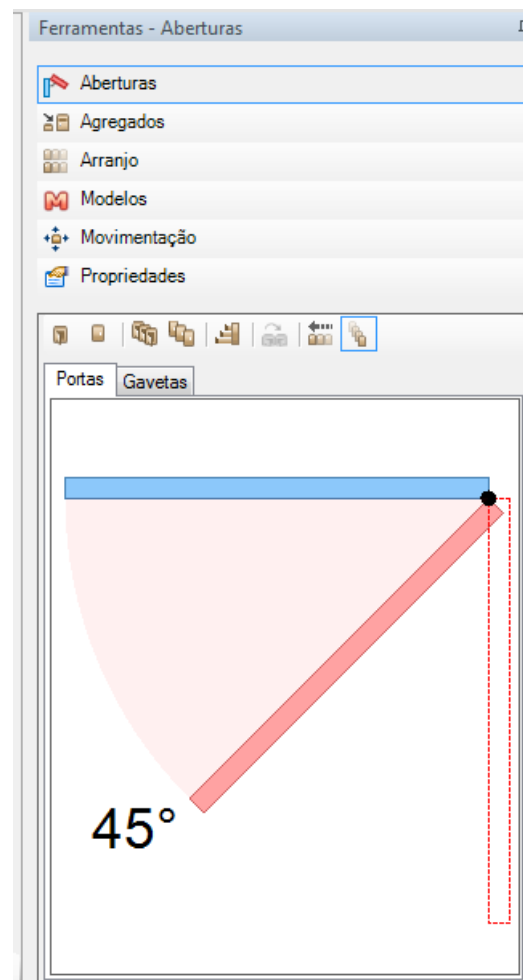 Ferramentas - Aberturas
Aberturas
Agregados
Arranjo
Modelos
Movimentação
Propriedades
Portas Gavetas
45°